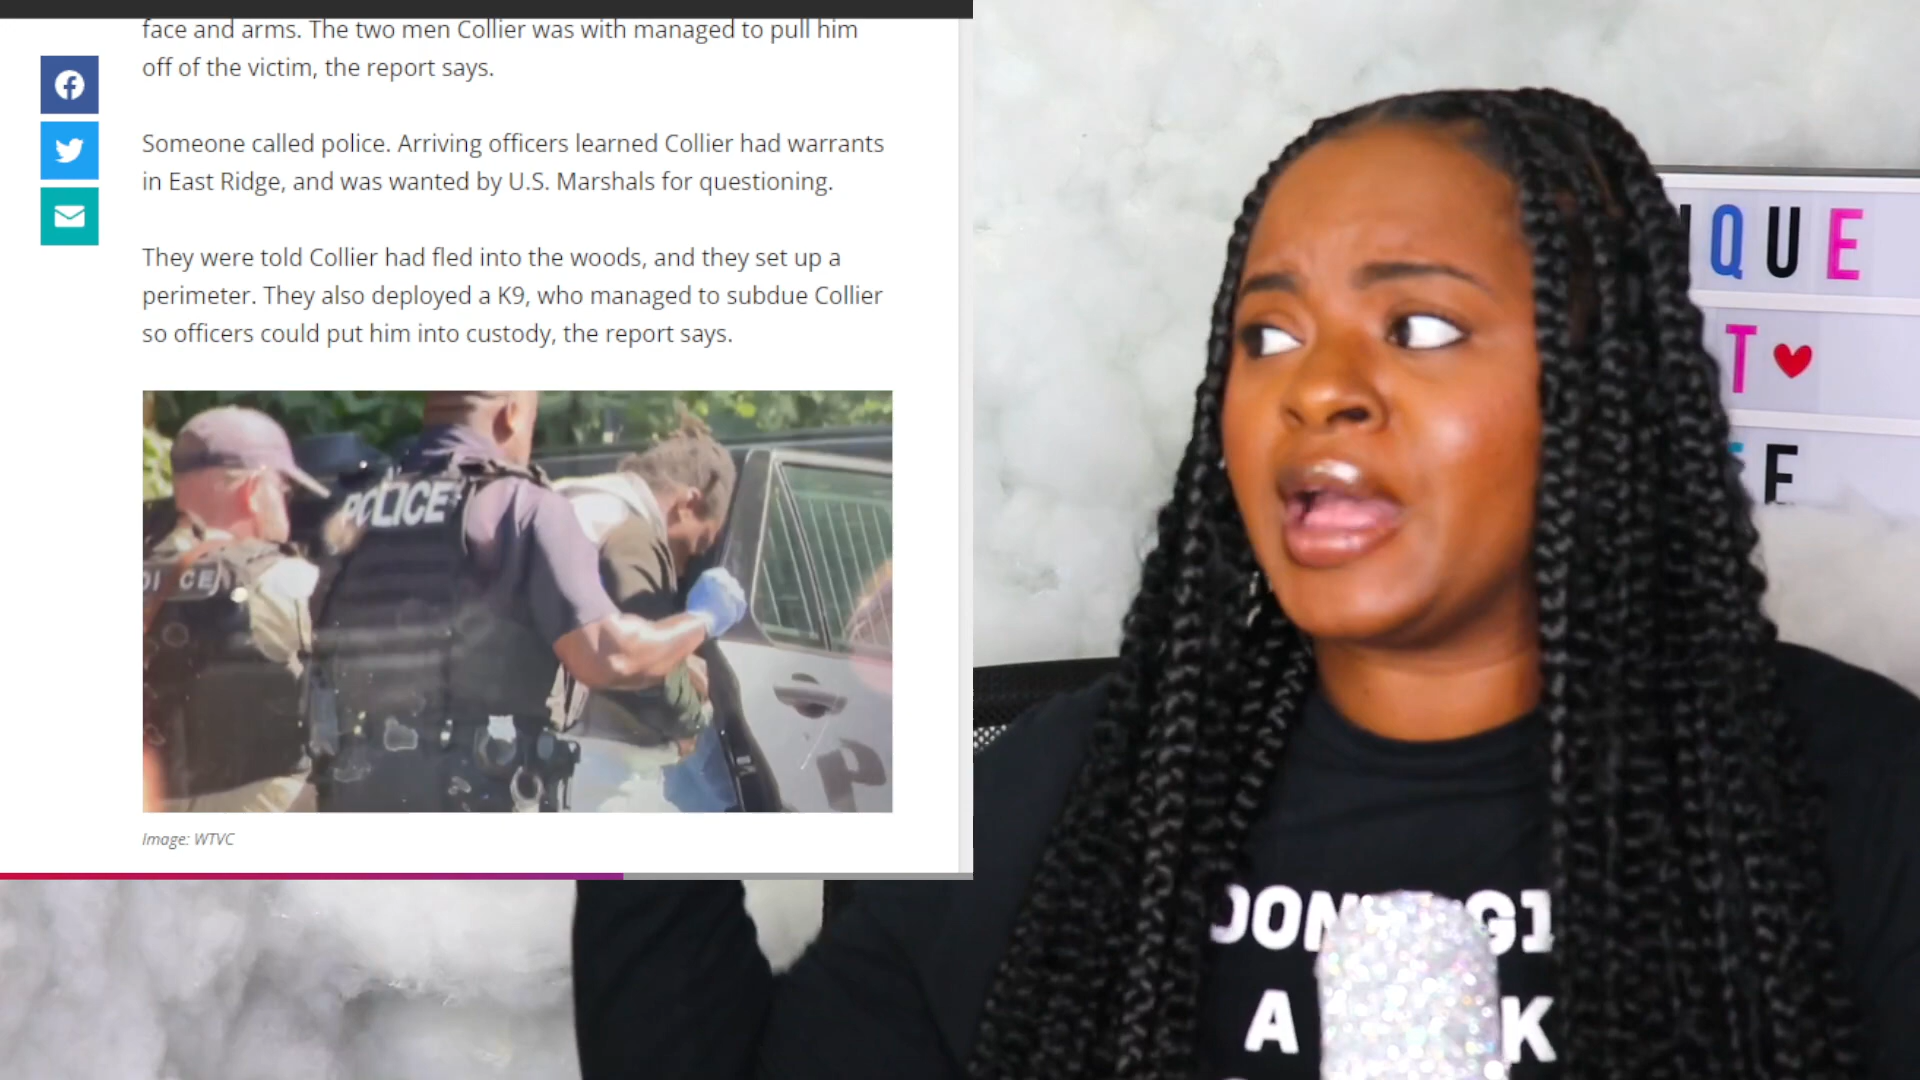 face and arms. The two men Collier was with managed to pull him
off of the victim, the report says.
Someone called police. Arriving officers learned Collier had warrants
in East Ridge, and was wanted by U.S. Marshals for questioning.
They were told Collier had fled into the woods, and they set up a
perimeter. They also deployed a K9, who managed to subdue Collier
so officers could put him into custody, the report says.
POLICE
Image: WTVC
QUE
T
E
A